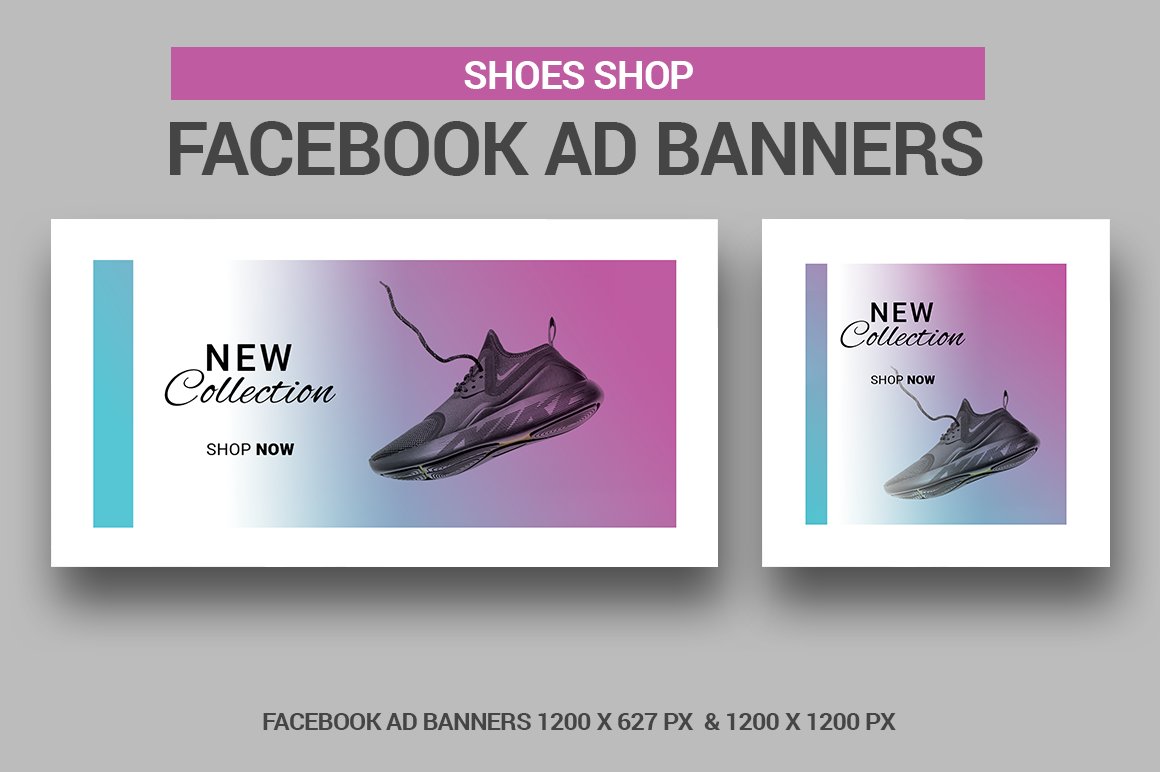 SHOES SHOP
FACEBOOK AD BANNERS
NEW
Collection
SHOP NOW
NEW
Collection
SHOP NOW
FACEBOOK AD BANNERS 1200 X 627 PX & 1200 X 1200 PX